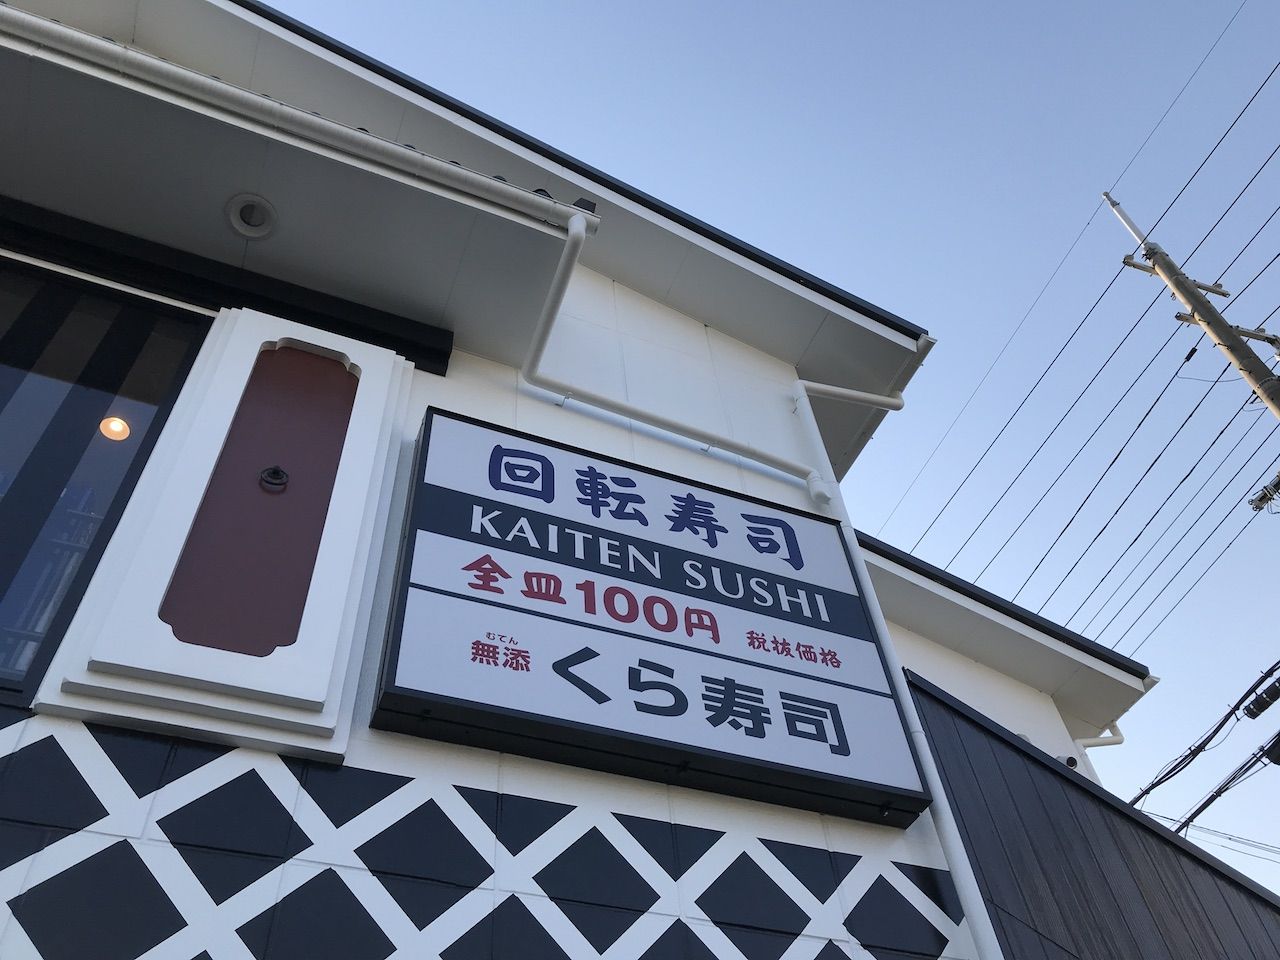 回転寿司
KAITEN SUSHI
全皿100円 税抜価格
むてん
無添 くら寿司